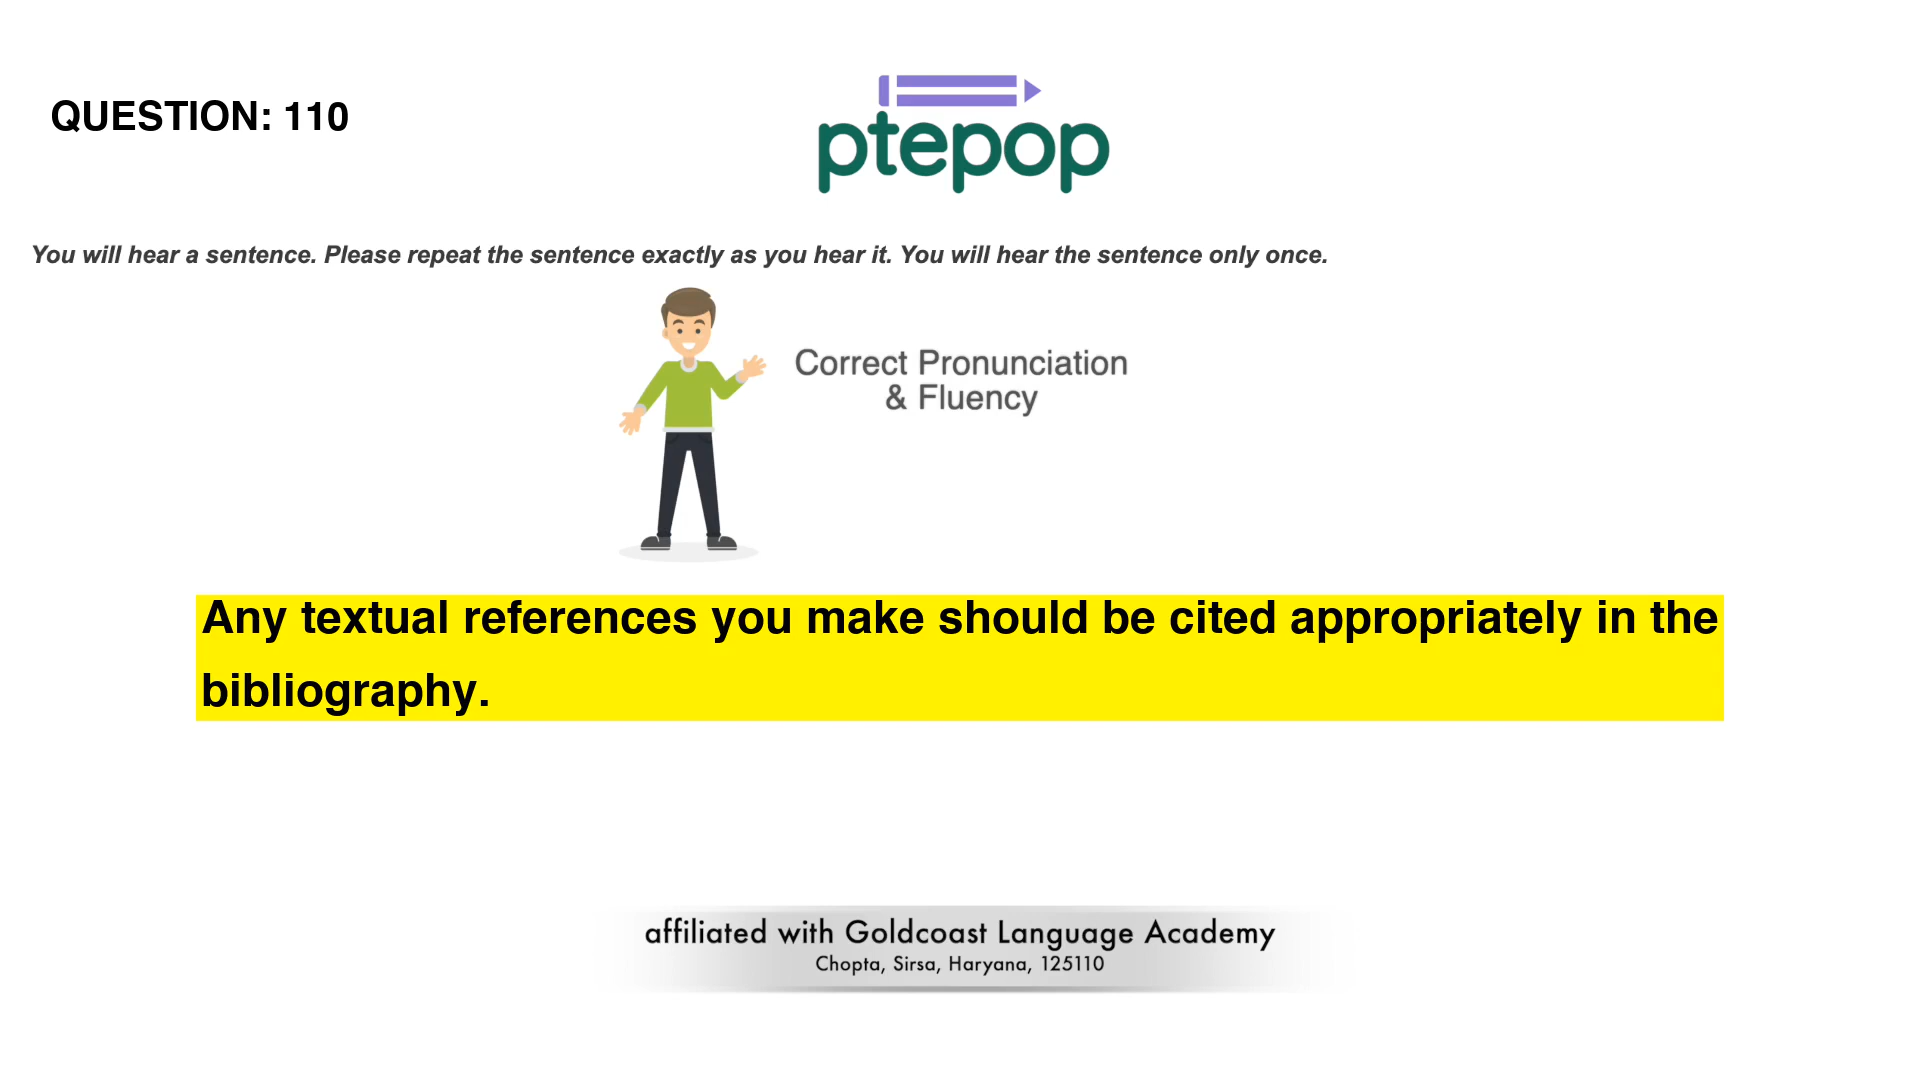 QUESTION: 110
ptepop
You will hear a sentence. Please repeat the sentence exactly as you hear it. You will hear the sentence only once.
Correct Pronunciation
& Fluency
Any textual references you make should be cited appropriately in the
bibliography.
affiliated with Goldcoast Language Academy
Chopta, Sirsa, Haryana, 125110